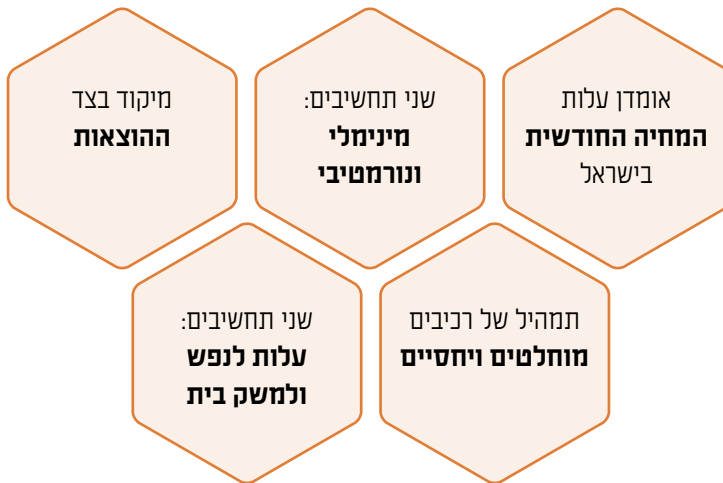 אומדן עלות
המחיה החודשית
בישראל
שני תחשיבים:
מינימלי
ונורמטיבי
מיקוד בצד
ההוצאות
תמהיל של רכיבים
מוחלטים ויחסיים
שני תחשיבים:
עלות לנפש
ולמשק בית